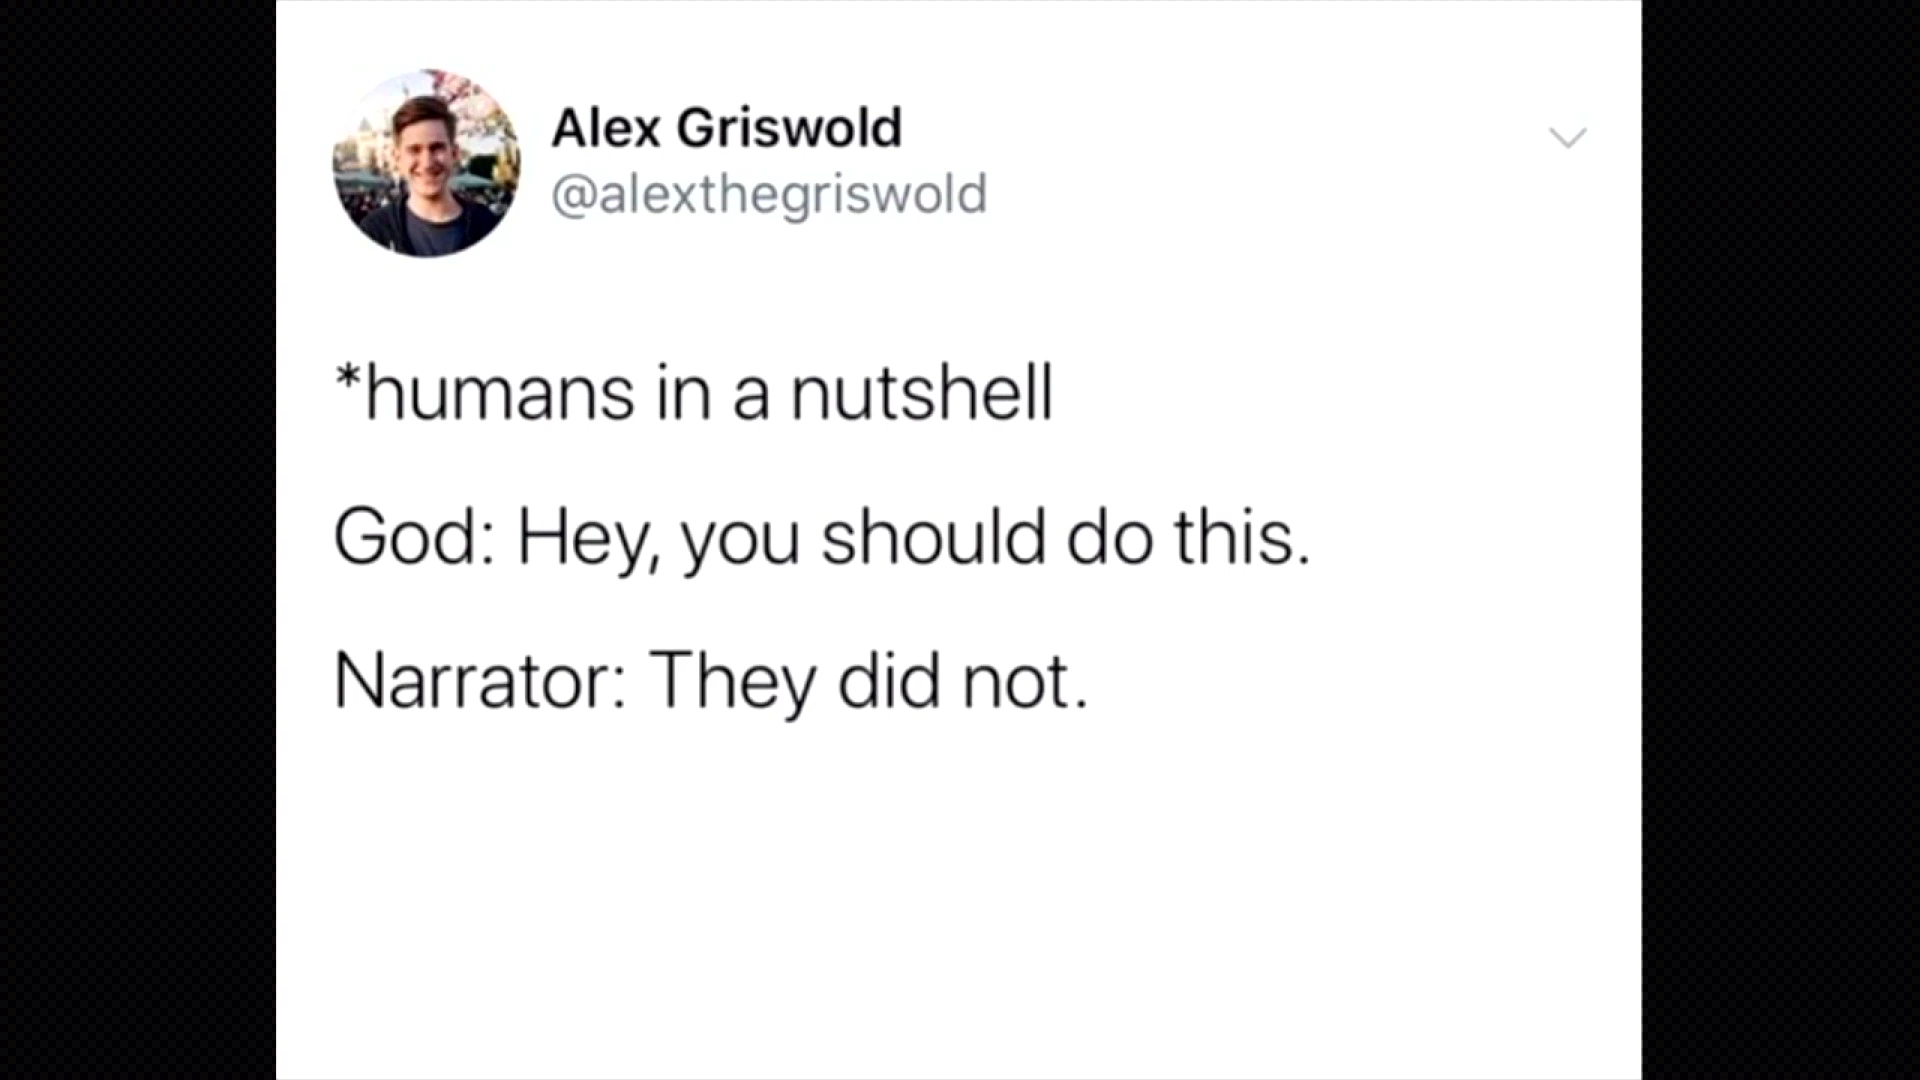 Alex Griswold
@alexthegriswold
*humans in a nutshell
God: Hey, you should do this.
Narrator: They did not.